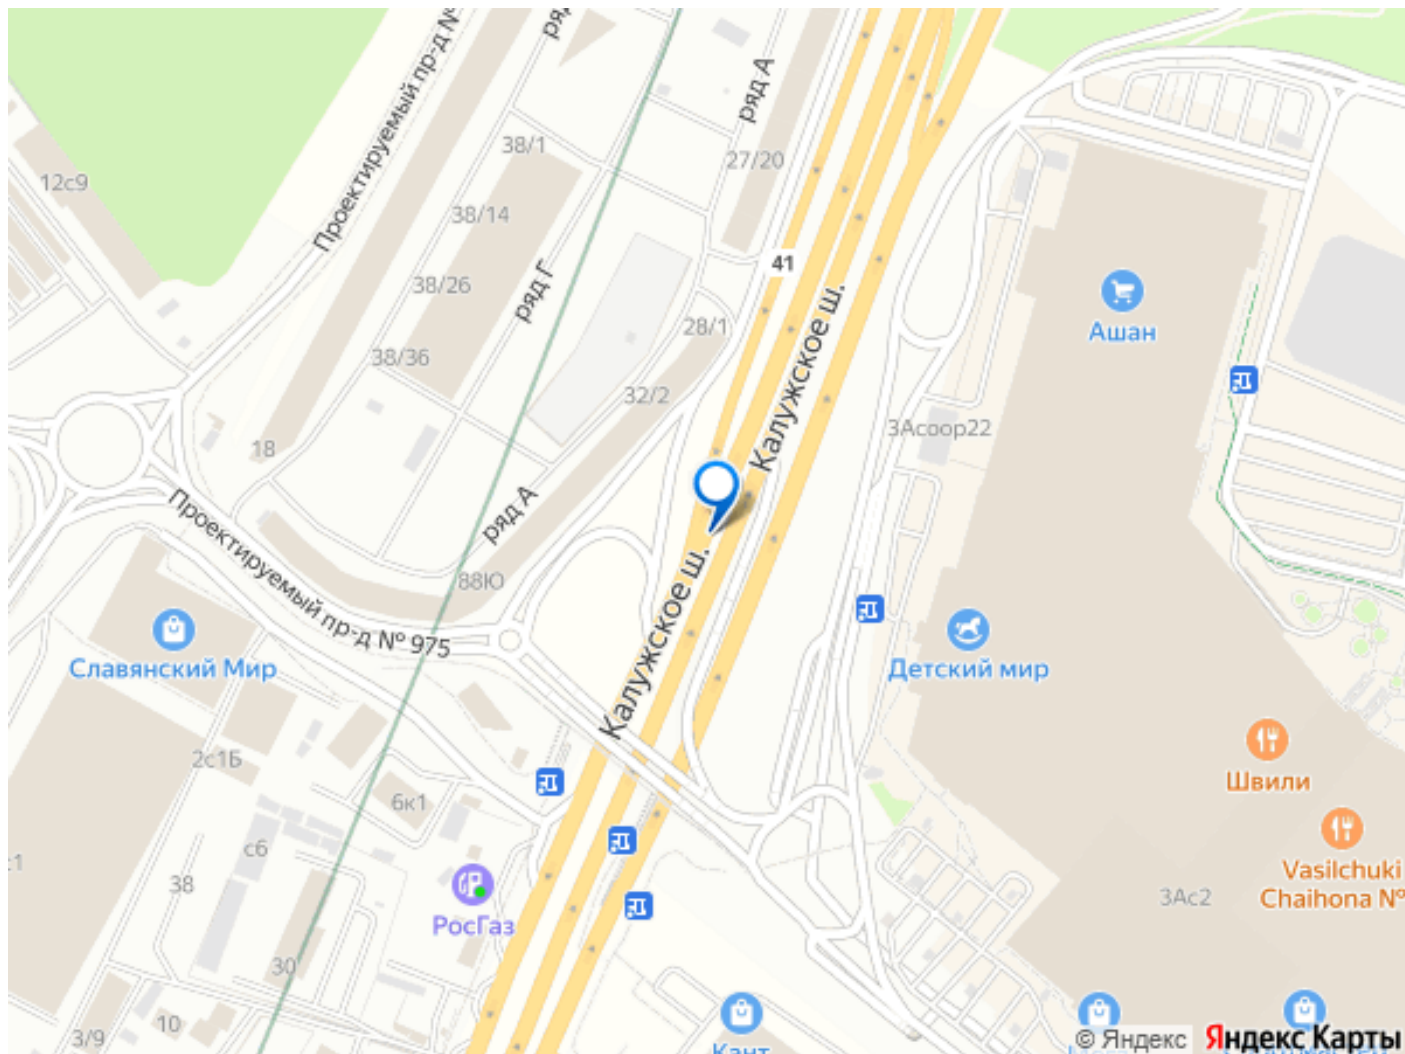 Проектируемый пр-д №
ряд
ряд А
38/1
27/20
12с9
38/14
41
38/26
ряд Г
Калужское ш.
Ашан
28/1
38/36
32/2
3Асоор22
18
Проектируемый пр-д № 975
ряд А
88Ю
Калужское ш.
Славянский Мир
Детский мир
2с1Б
Швили
6к1
с6
с1
38
Vasilchuki
Chaihona №
3Ас2
РосГаз
30
10
3/9
Кант
© Яндекс
Яндекс Карты